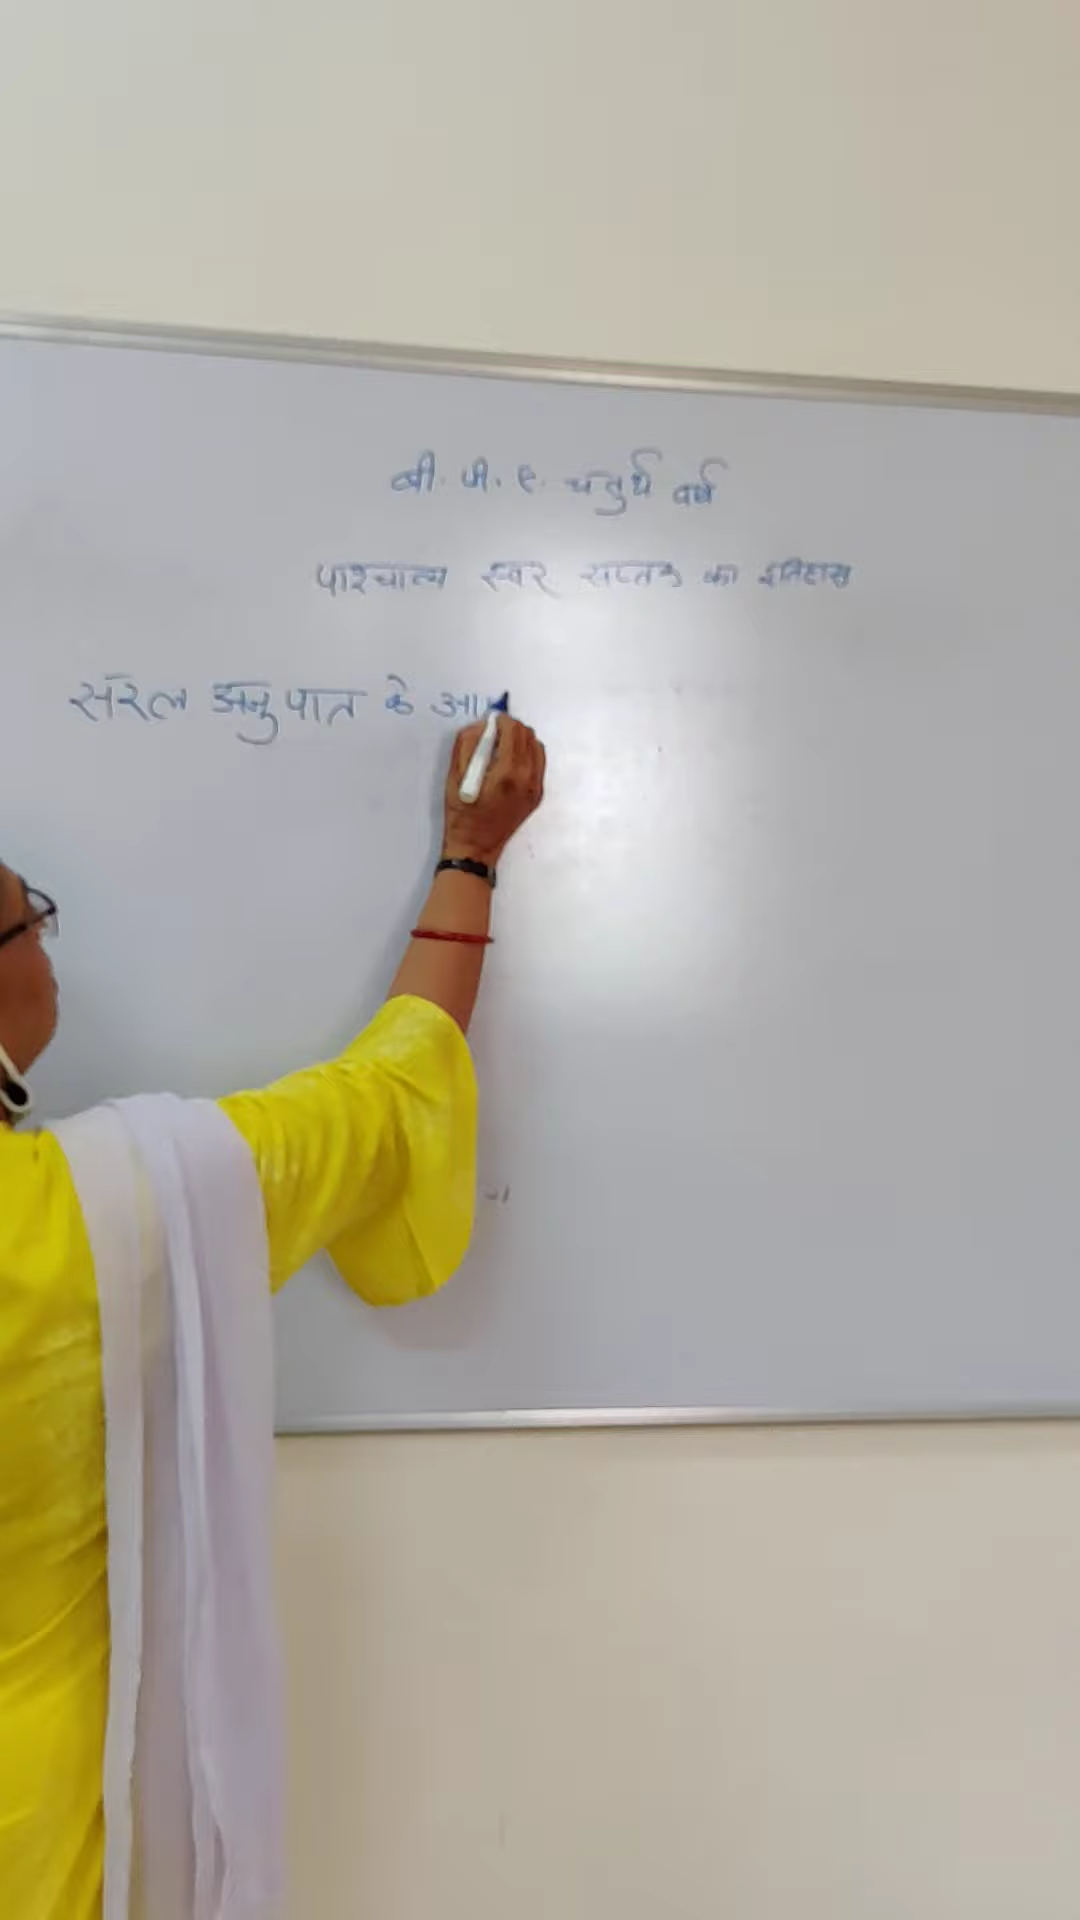 बी. पी. ए. चतुर्थ वर्ष
पाश्चात्य स्वर सप्तक का इतिहास
सरल अनुपात के